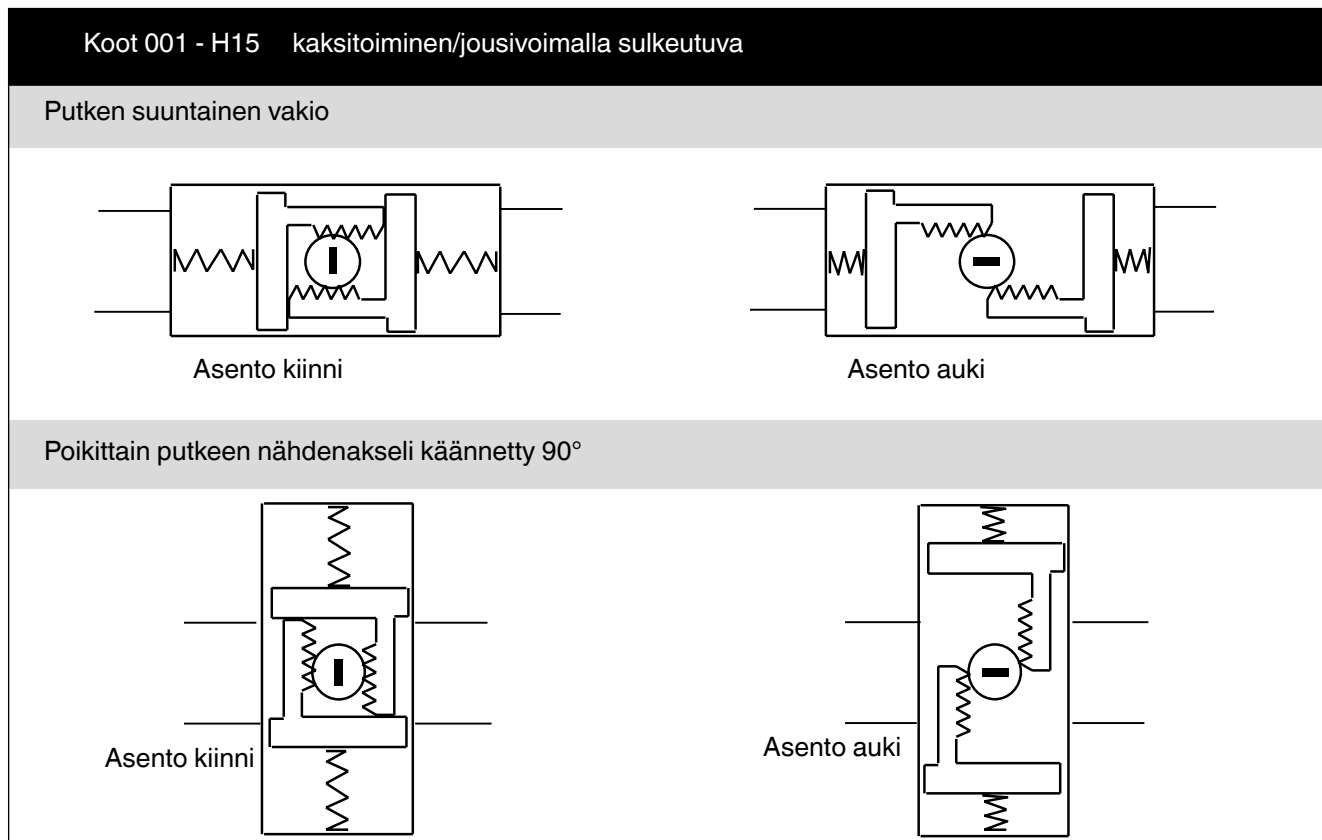 Koot 001 - H15 kaksitoiminen/jousivoimalla sulkeutuva
Putken suuntainen vakio
Asento kiinni
Asento auki
Poikittain putkeen nähdenakseli käännetty 90°
Asento kiinni
Asento auki